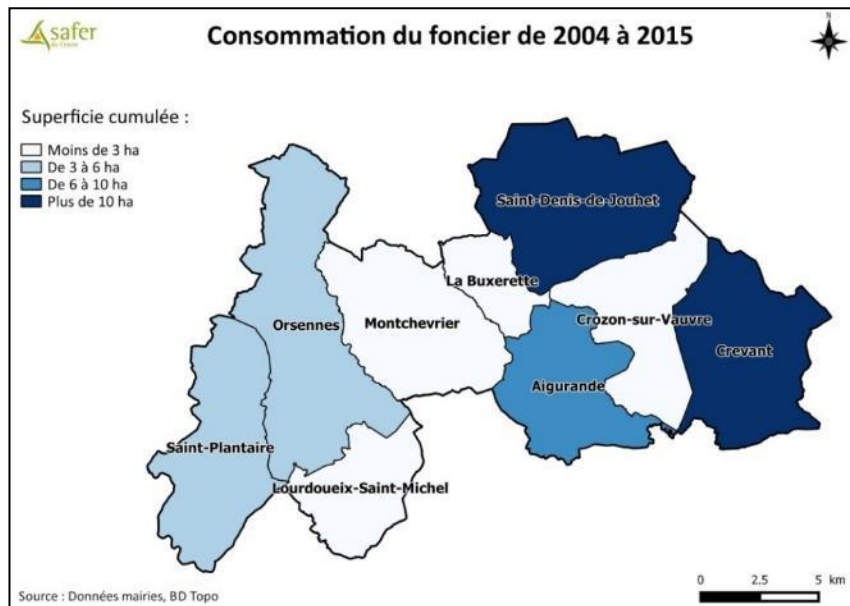 safer
du Centre
Consommation du foncier de 2004 à 2015
Superficie cumulée :
Moins de 3 ha
De 3 à 6 ha
De 6 à 10 ha
Plus de 10 ha
Saint-Denis-de-Jouhet
La Buxerette
Orsennes
Montchevrier
Crozon-sur-Vauvre
Crevant
Aigurande
Saint-Plantaire
Lourdoueix-Saint-Michel
0 2.5 5 km
Source : Données mairies, BD Topo